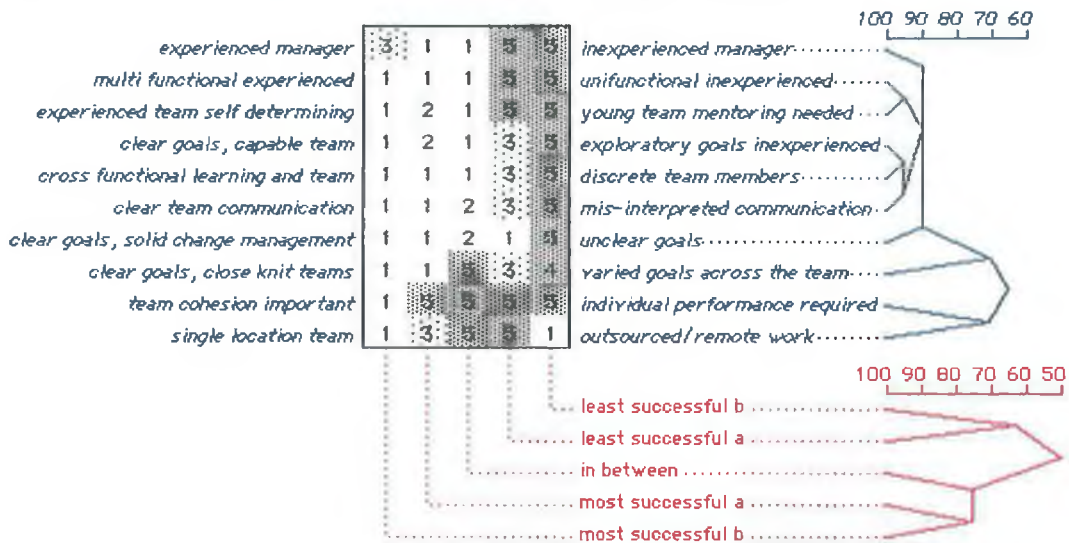 100 90 80 70 60
experienced manager 3 1 1 5 5 inexperienced manager
multi functional experienced 1 1 1 5 5 unifunctional inexperienced
experienced team self determining 1 2 1 5 5 young team mentoring needed
clear goals, capable team 1 2 1 3 5 exploratory goals inexperienced
cross functional learning and team 1 1 1 3 5 discrete team members
clear team communication 1 1 2 3 5 mis-interpreted communication
clear goals, solid change management 1 1 2 1 5 unclear goals
clear goals, close knit teams 1 1 5 3 4 varied goals across the team
team cohesion important 1 5 5 5 5 individual performance required
single location team 1 3 5 5 1 outsourced/remote work
100 90 80 70 60 50
least successful b
least successful a
in between
most successful a
most successful b